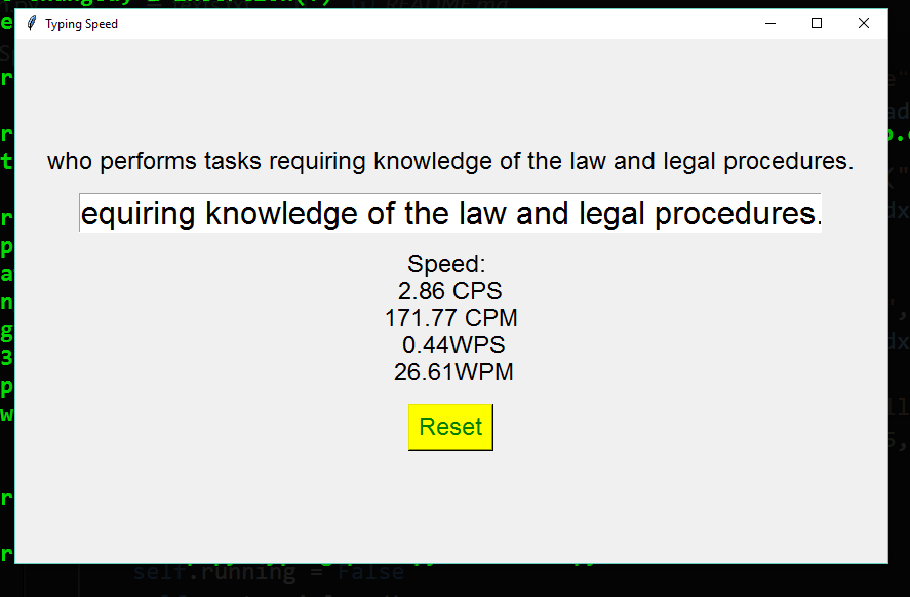 Typing Speed
who performs tasks requiring knowledge of the law and legal procedures.
equiring knowledge of the law and legal procedures.
Speed:
2.86 CPS
171.77 CPM
0.44WPS
26.61WPM
Reset
self.running = False